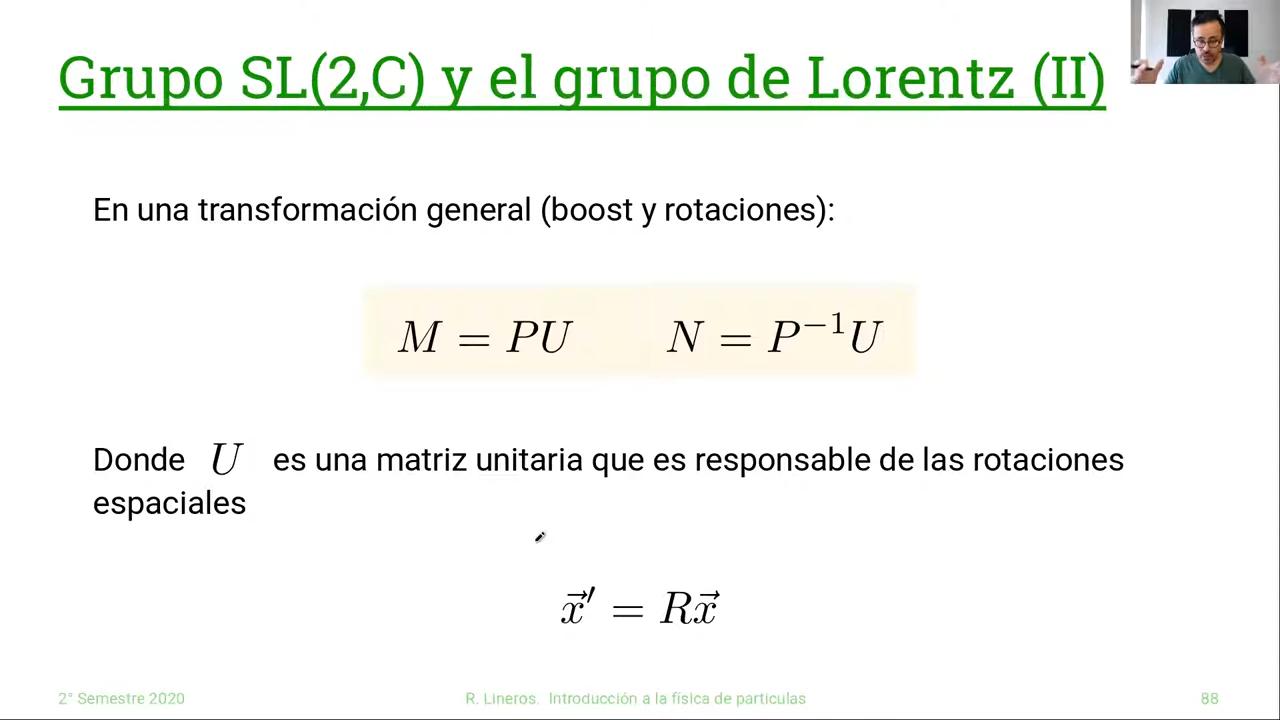 Grupo SL(2,C) y el grupo de Lorentz (II)
En una transformación general (boost y rotaciones):
M = PU N = P⁻¹U
Donde U es una matriz unitaria que es responsable de las rotaciones
espaciales
x⃗′ = Rx⃗
2° Semestre 2020 R. Lineros. Introducción a la física de particulas 88